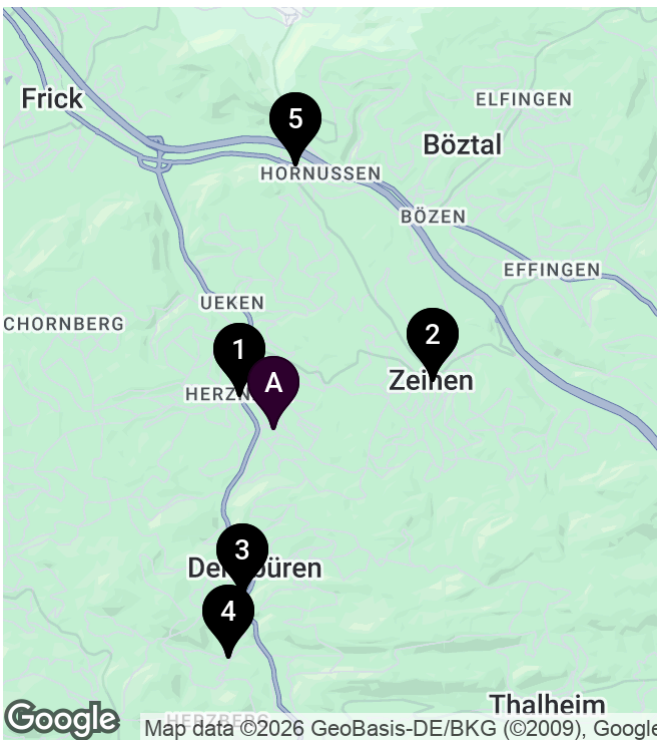 Frick
ELFINGEN
5
Böztal
HORNUSSEN
BÖZEN
EFFINGEN
UEKEN
CHORNBERG
2
1
A
Zeihen
3
4
Thalheim
HERZBERG
Google
Map data ©2026 GeoBasis-DE/BKG (©2009), Google